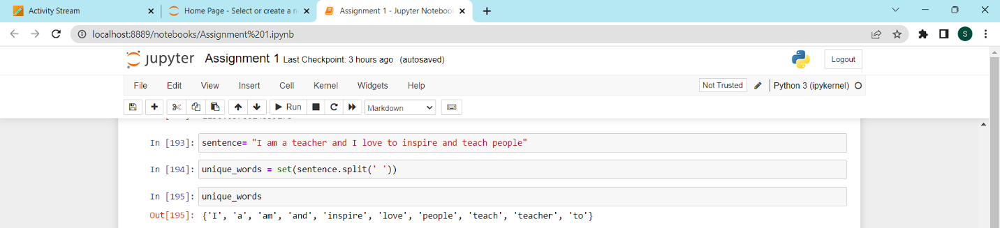 Activity Stream
Home Page - Select or create a n
Assignment 1 - Jupyter Noteboo
localhost:8889/notebooks/Assignment%201.ipynb
S
jupyter Assignment 1 Last Checkpoint: 3 hours ago (autosaved)
Logout
File Edit View Insert Cell Kernel Widgets Help
Not Trusted
Python 3 (ipykernel)
Run
Markdown
In [193]: sentence= "I am a teacher and I love to inspire and teach people"
In [194]: unique_words = set(sentence.split(' '))
In [195]: unique_words
Out[195]: {'I', 'a', 'am', 'and', 'inspire', 'love', 'people', 'teach', 'teacher', 'to'}